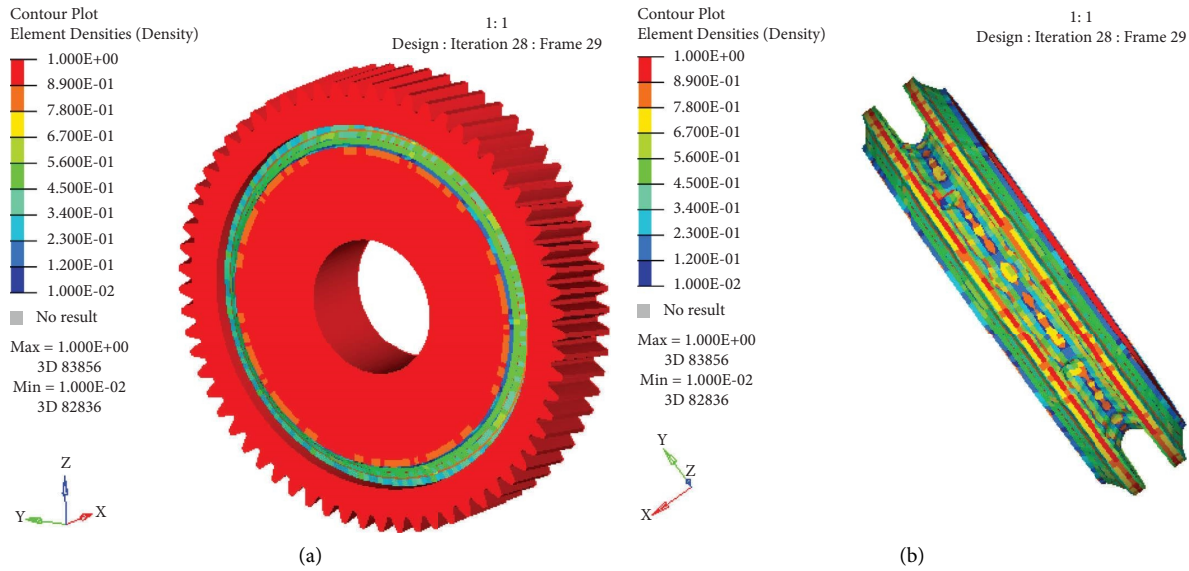 Contour Plot
Element Densities (Density)
1: 1
Design : Iteration 28 : Frame 29
1.000E+00
8.900E-01
7.800E-01
6.700E-01
5.600E-01
4.500E-01
3.400E-01
2.300E-01
1.200E-01
1.000E-02
No result
Max = 1.000E+00
3D 83856
Min = 1.000E-02
3D 82836
Z
Y
X
(a)
Contour Plot
Element Densities (Density)
1: 1
Design : Iteration 28 : Frame 29
1.000E+00
8.900E-01
7.800E-01
6.700E-01
5.600E-01
4.500E-01
3.400E-01
2.300E-01
1.200E-01
1.000E-02
No result
Max = 1.000E+00
3D 83856
Min = 1.000E-02
3D 82836
Y
Z
X
(b)